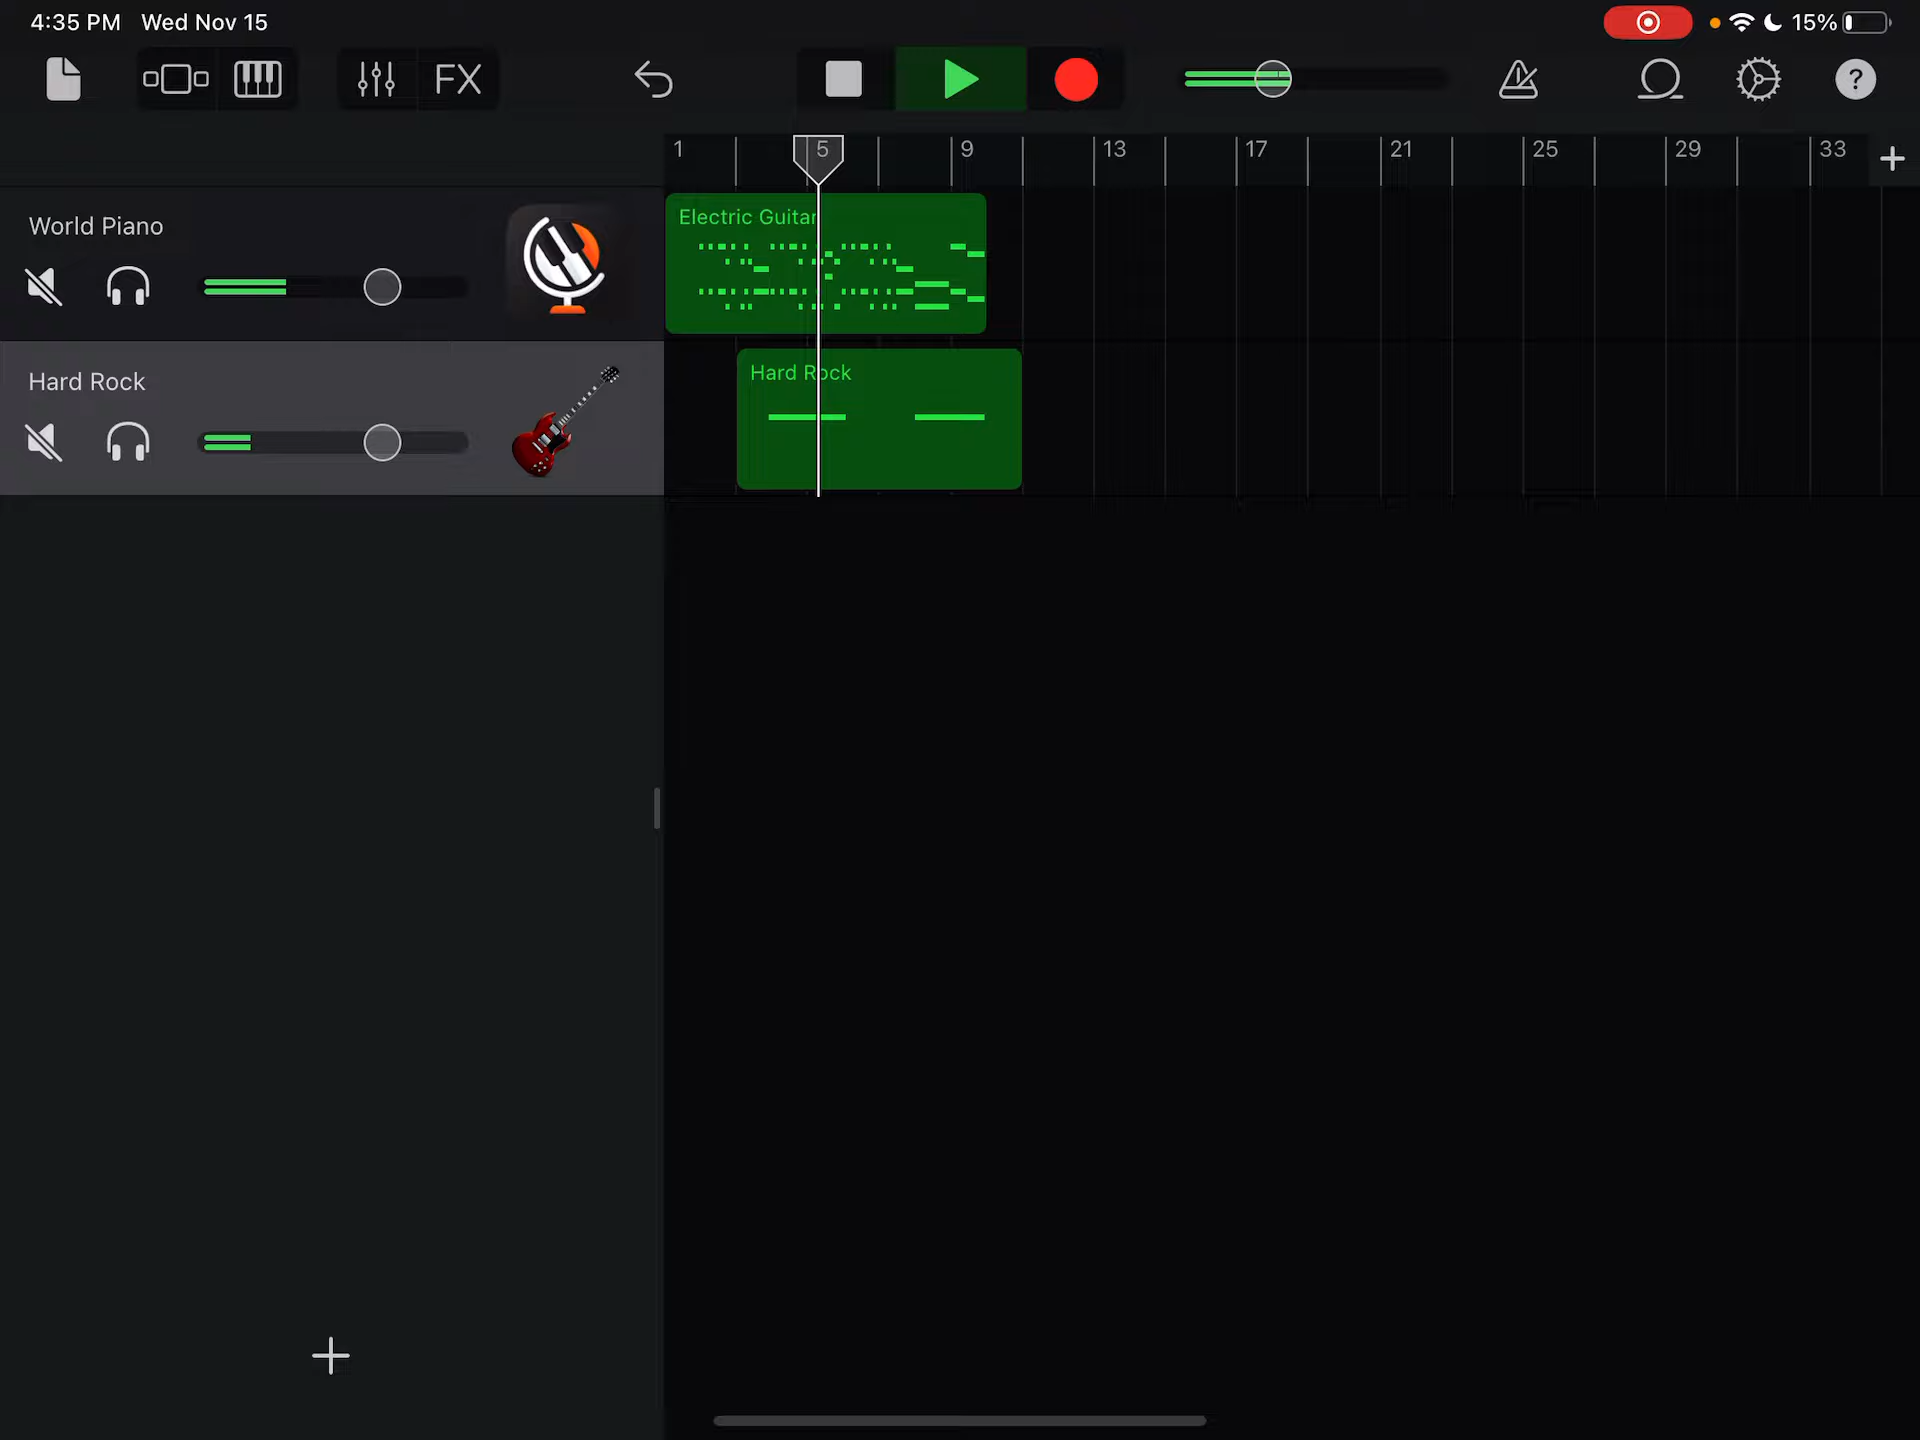 4:35 PM Wed Nov 15
15%
FX
?
1 5 9 13 17 21 25 29 33
World Piano
Electric Guitar
Hard Rock
Hard Rock